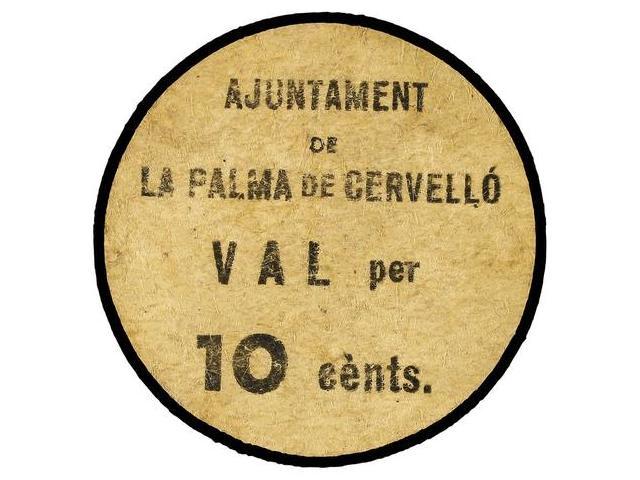 AJUNTAMENT
DE
LA PALMA DE CERVELLÓ
VAL per
10 cènts.